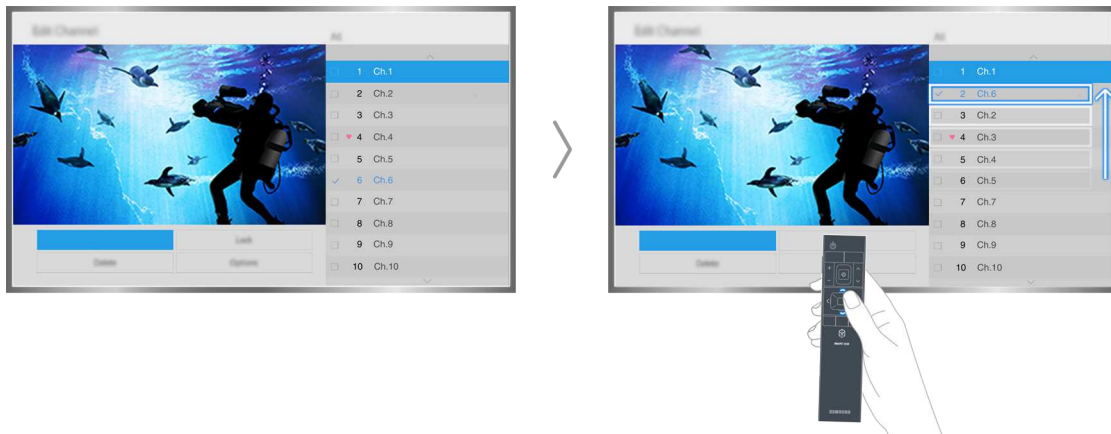 Edit Channel
All
1 Ch.1
2 Ch.2
3 Ch.3
4 Ch.4
5 Ch.5
6 Ch.6
7 Ch.7
8 Ch.8
9 Ch.9
10 Ch.10
Lock
Delete
Options
Edit Channel
All
1 Ch.1
2 Ch.6
3 Ch.2
4 Ch.3
5 Ch.4
6 Ch.5
7 Ch.7
8 Ch.8
9 Ch.9
10 Ch.10
Delete
SMART HUB
SAMSUNG